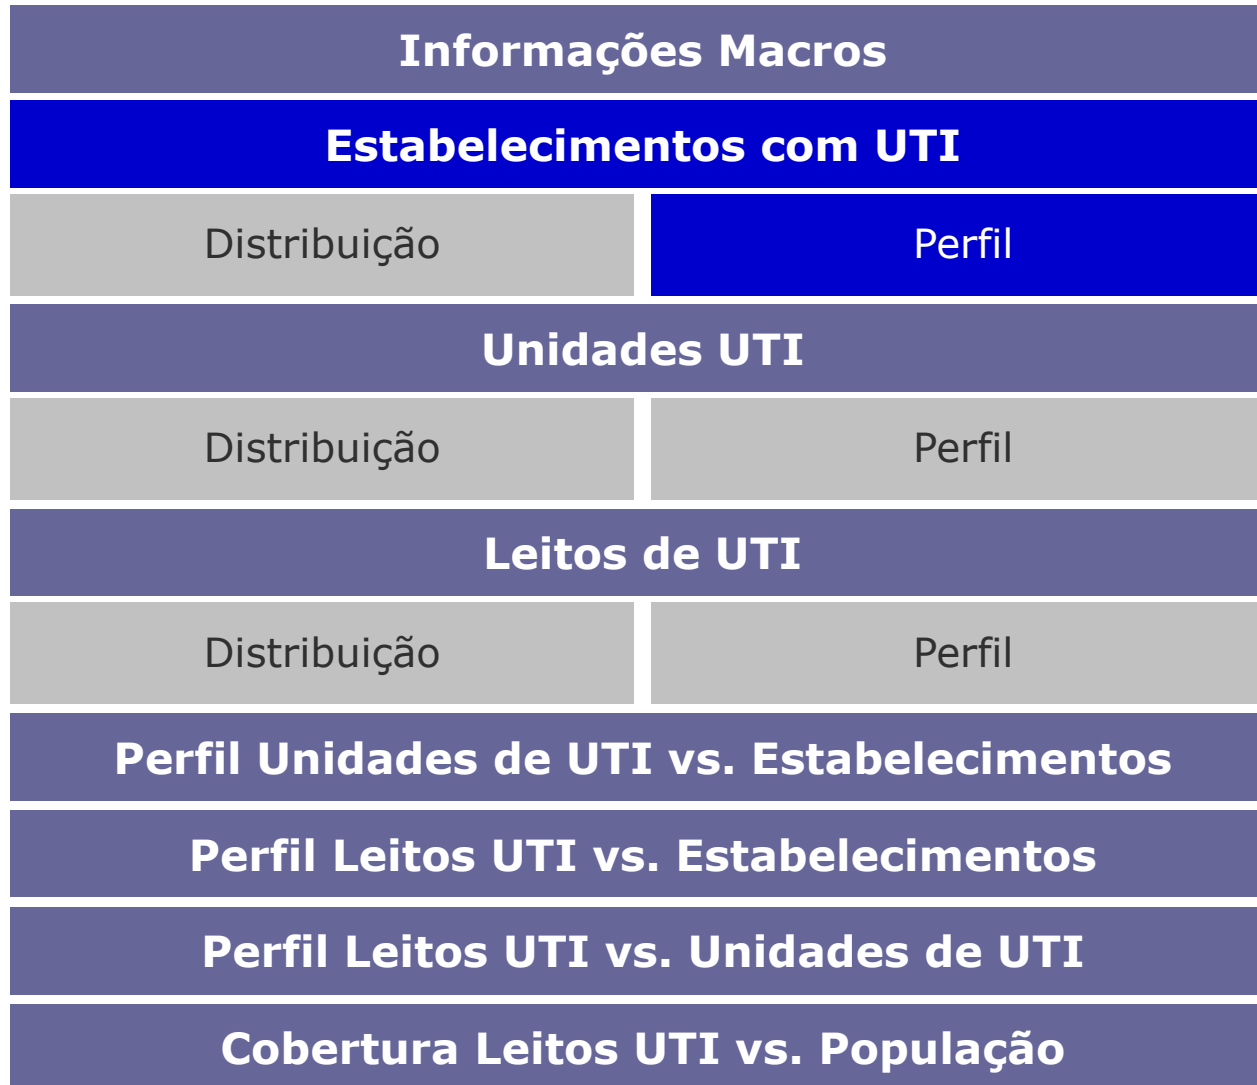 Informações Macros
Estabelecimentos com UTI
Distribuição
Perfil
Unidades UTI
Distribuição
Perfil
Leitos de UTI
Distribuição
Perfil
Perfil Unidades de UTI vs. Estabelecimentos
Perfil Leitos UTI vs. Estabelecimentos
Perfil Leitos UTI vs. Unidades de UTI
Cobertura Leitos UTI vs. População